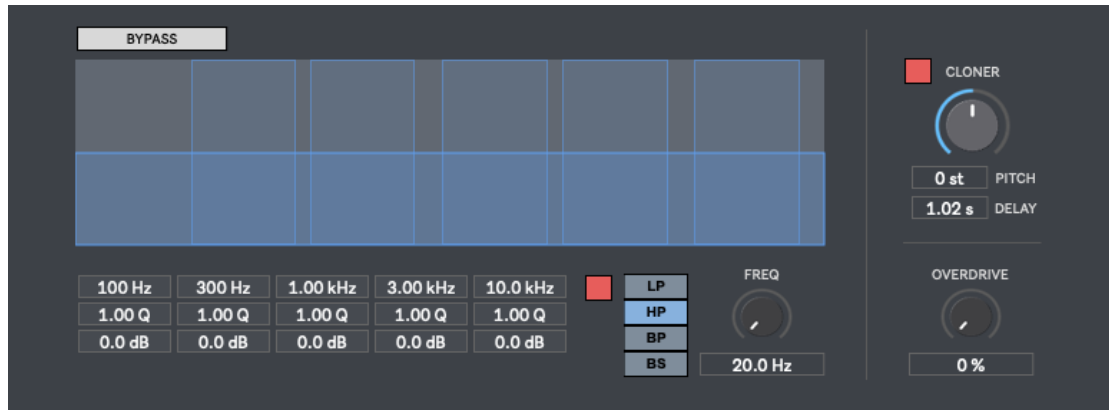 BYPASS
CLONER
0 st PITCH
1.02 s DELAY
100 Hz 300 Hz 1.00 kHz 3.00 kHz 10.0 kHz
1.00 Q 1.00 Q 1.00 Q 1.00 Q 1.00 Q
0.0 dB 0.0 dB 0.0 dB 0.0 dB 0.0 dB
LP
HP
BP
BS
FREQ
20.0 Hz
OVERDRIVE
0 %